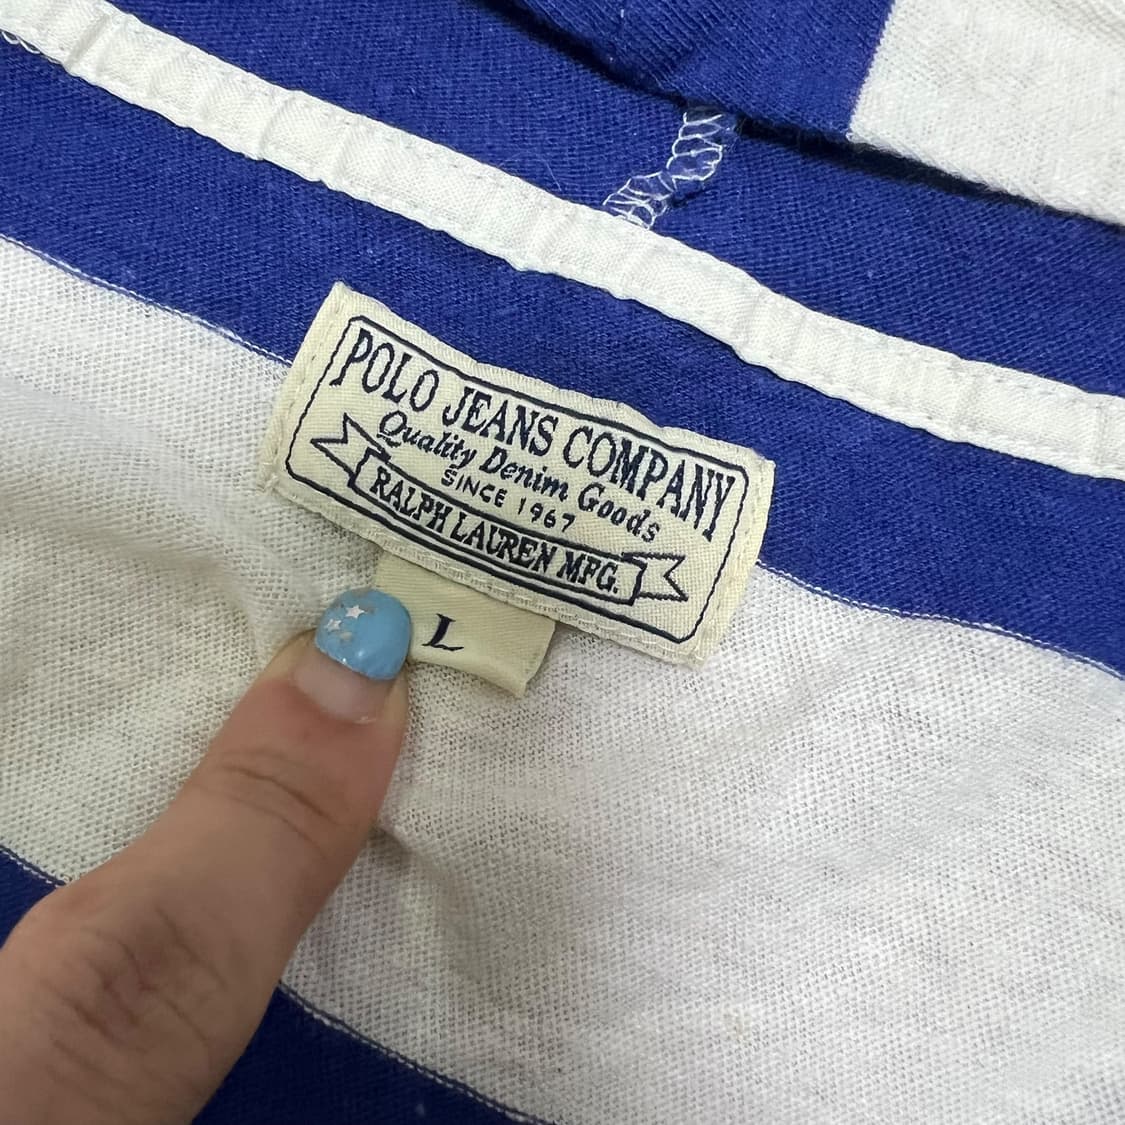 POLO JEANS COMPANY
Quality Denim Goods
SINCE 1967
RALPH LAUREN MFG.
L